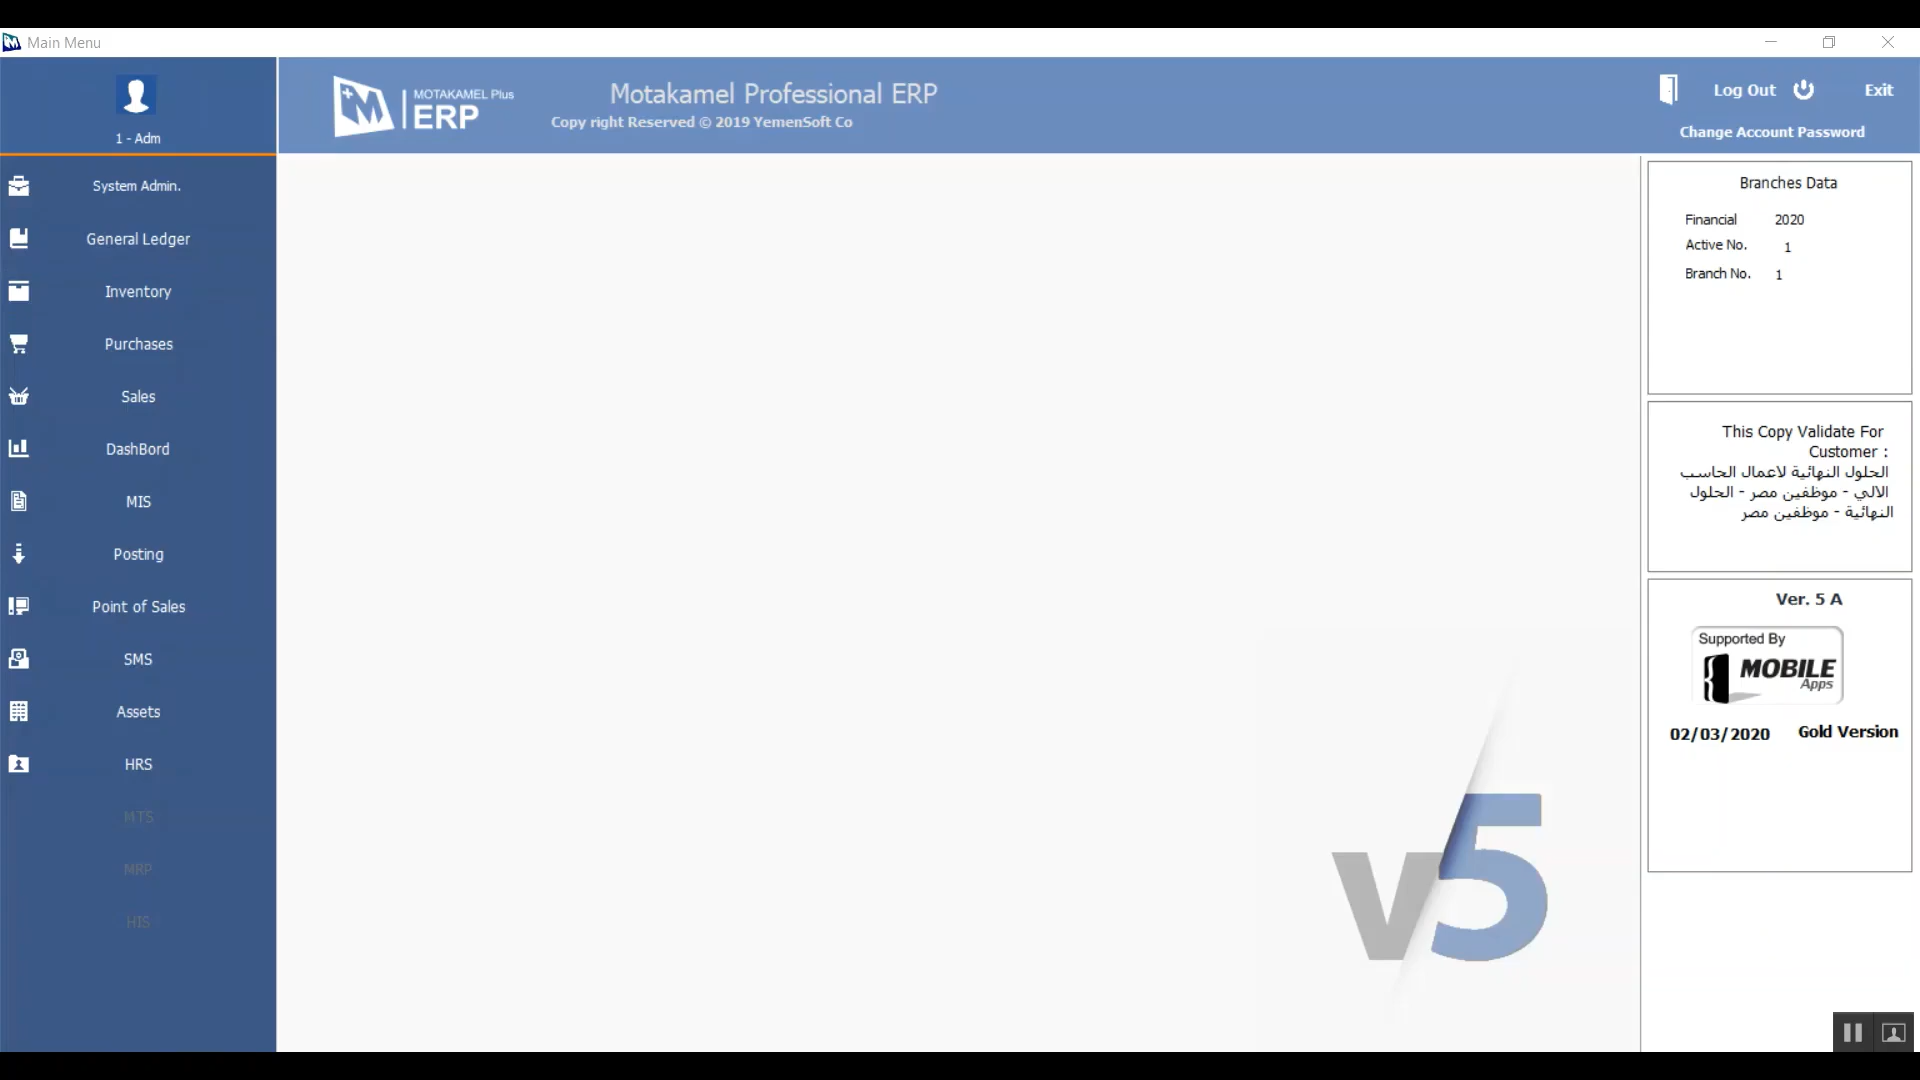 Main Menu
1 - Adm
MOTAKAMEL Plus
ERP
Motakamel Professional ERP
Copy right Reserved © 2019 YemenSoft Co
Log Out
Exit
Change Account Password
System Admin.
General Ledger
Inventory
Purchases
Sales
DashBord
MIS
Posting
Point of Sales
SMS
Assets
HRS
MTS
MRP
HIS
Branches Data
Financial 2020
Active No. 1
Branch No. 1
This Copy Validate For
Customer :
الحلول النهائية لاعمال الحاسب
الالي - موظفين مصر - الحلول
النهائية - موظفين مصر
Ver. 5 A
Supported By
MOBILE
Apps
02/03/2020 Gold Version
v5